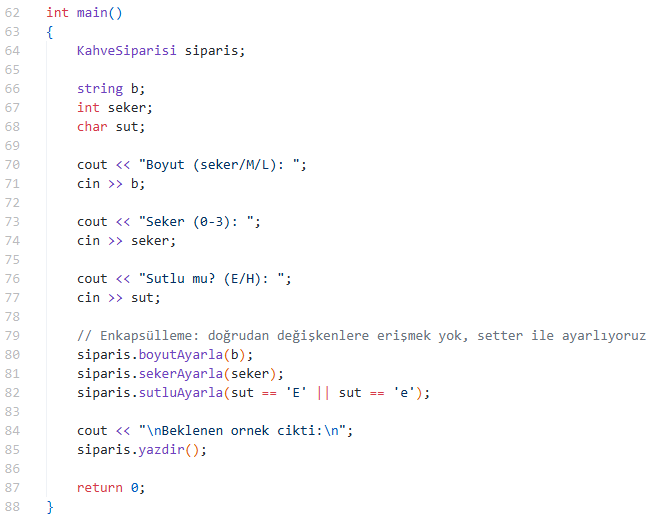 62 int main()
63 {
64     KahveSiparisi siparis;
65
66     string b;
67     int seker;
68     char sut;
69
70     cout << "Boyut (seker/M/L): ";
71     cin >> b;
72
73     cout << "Seker (0-3): ";
74     cin >> seker;
75
76     cout << "Sutlu mu? (E/H): ";
77     cin >> sut;
78
79     // Enkapsülleme: doğrudan değişkenlere erişmek yok, setter ile ayarlıyoruz
80     siparis.boyutAyarla(b);
81     siparis.sekerAyarla(seker);
82     siparis.sutluAyarla(sut == 'E' || sut == 'e');
83
84     cout << "\nBeklenen ornek cikti:\n";
85     siparis.yazdir();
86
87     return 0;
88 }